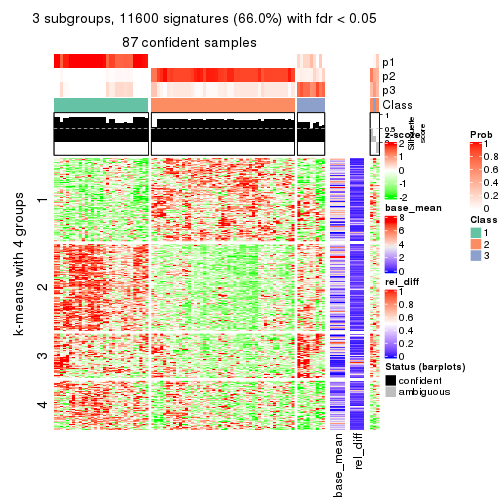 3 subgroups, 11600 signatures (66.0%) with fdr < 0.05
87 confident samples
p1
p2
p3
Class
1
0.5
0
Silhouette
score
k-means with 4 groups
1
2
3
4
base_mean
rel_diff
z-score
2
1
0
-1
-2
base_mean
8
6
4
2
0
rel_diff
1
0.8
0.6
0.4
0.2
0
Status (barplots)
confident
ambiguous
Prob
1
0.8
0.6
0.4
0.2
0
Class
1
2
3